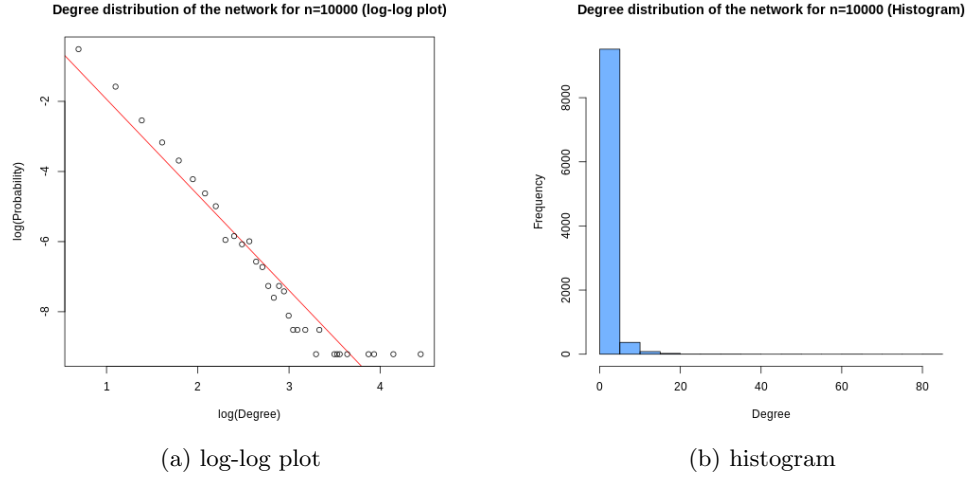 Degree distribution of the network for n=10000 (log-log plot)
log(Probability)
-2
-4
-6
-8
1 2 3 4
log(Degree)
(a) log-log plot
Degree distribution of the network for n=10000 (Histogram)
Frequency
8000
6000
4000
2000
0
0 20 40 60 80
Degree
(b) histogram